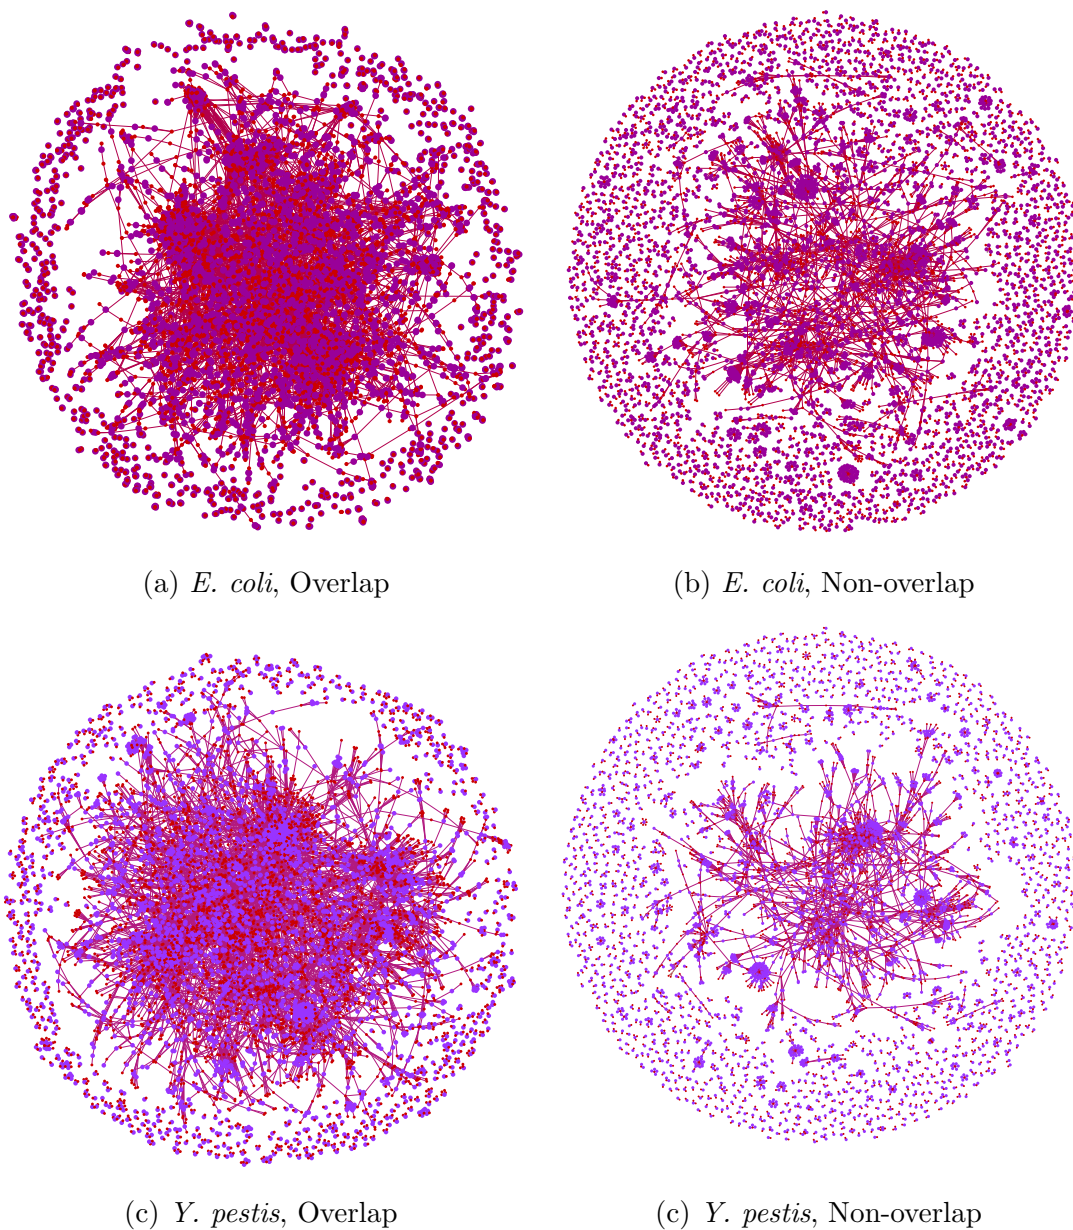 (a) E. coli, Overlap
(b) E. coli, Non-overlap
(c) Y. pestis, Overlap
(c) Y. pestis, Non-overlap